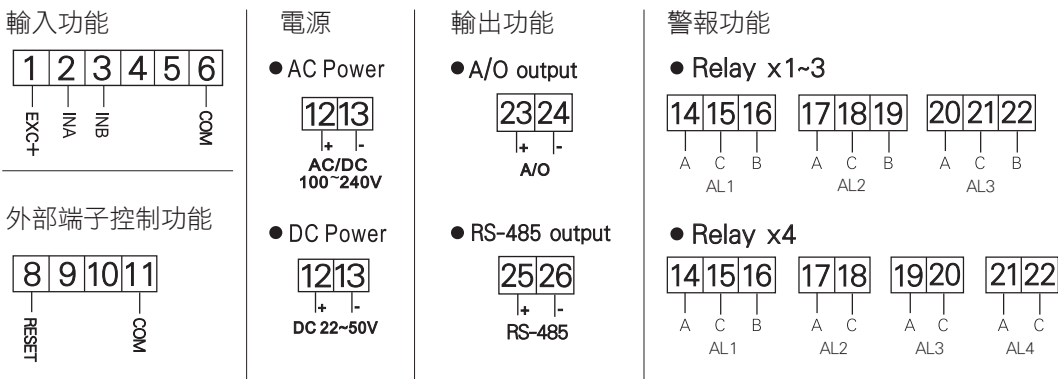 輸入功能
1 2 3 4 5 6
EXC+ INA INB COM
外部端子控制功能
8 9 10 11
RESET COM
電源
● AC Power
12 13
+ -
AC/DC
100~240V
● DC Power
12 13
+ -
DC 22~50V
輸出功能
● A/O output
23 24
+ -
A/O
● RS-485 output
25 26
+ -
RS-485
警報功能
● Relay x1~3
14 15 16 17 18 19 20 21 22
A C B A C B A C B
AL1 AL2 AL3
● Relay x4
14 15 16 17 18 19 20 21 22
A C B A C A C A C
AL1 AL2 AL3 AL4